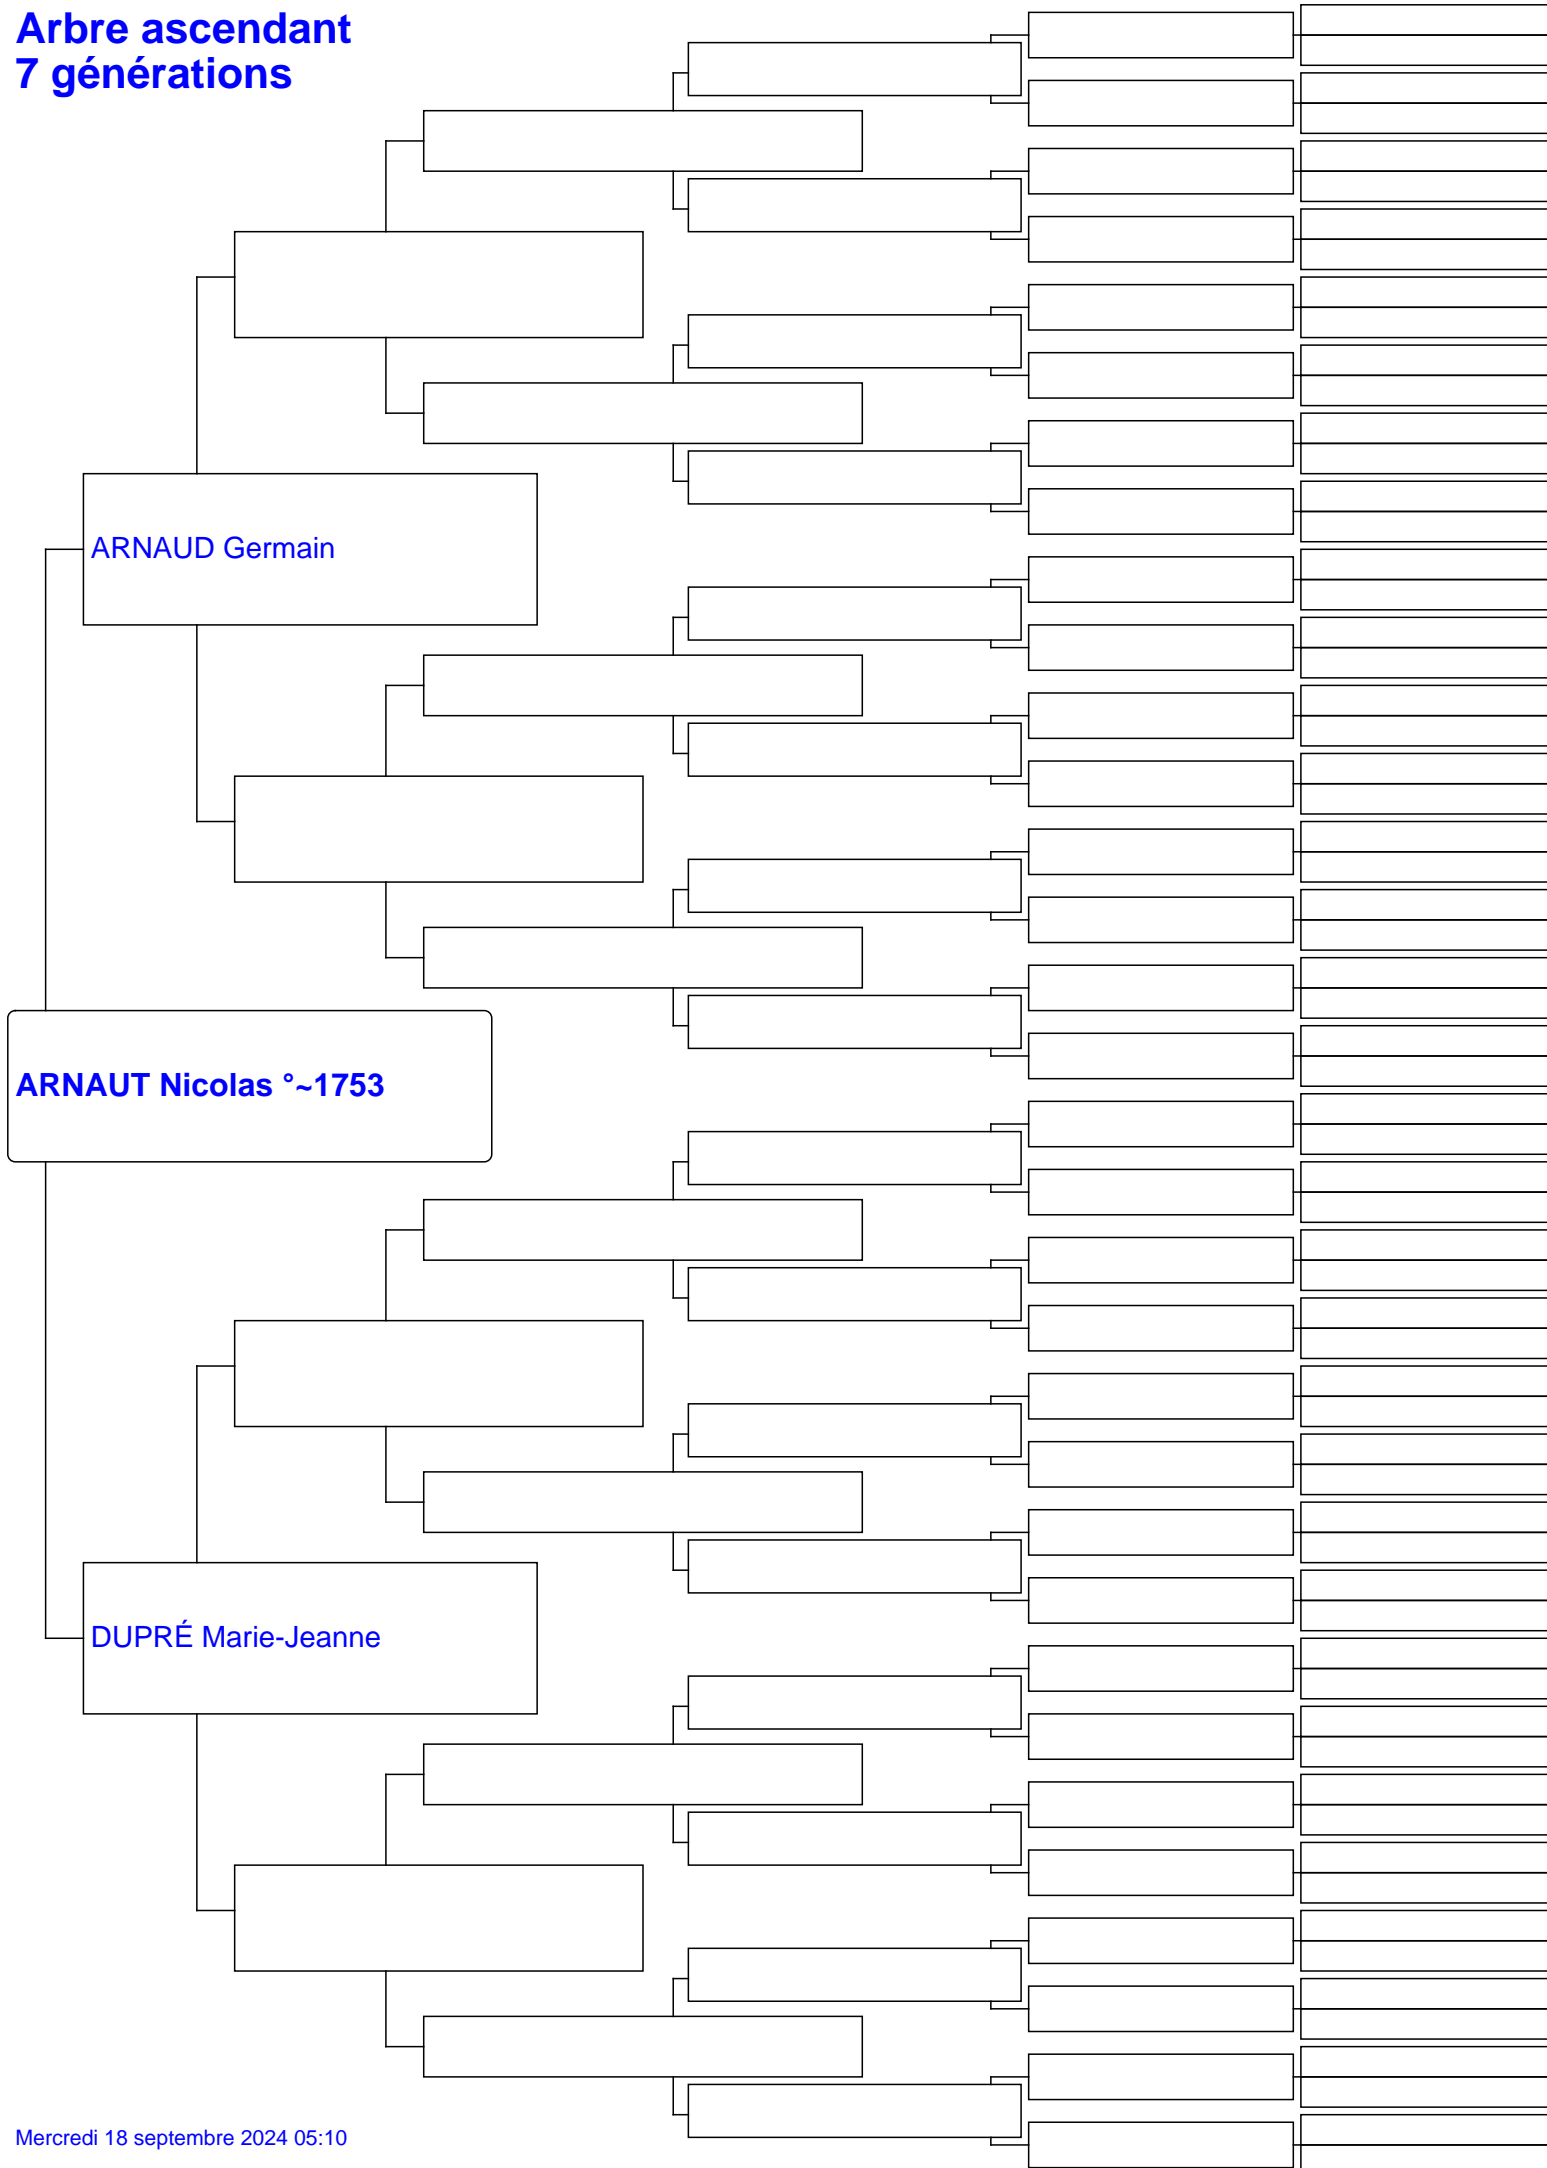 Arbre ascendant
7 générations
ARNAUD Germain
ARNAUT Nicolas °~1753
DUPRÉ Marie-Jeanne
Mercredi 18 septembre 2024 05:10